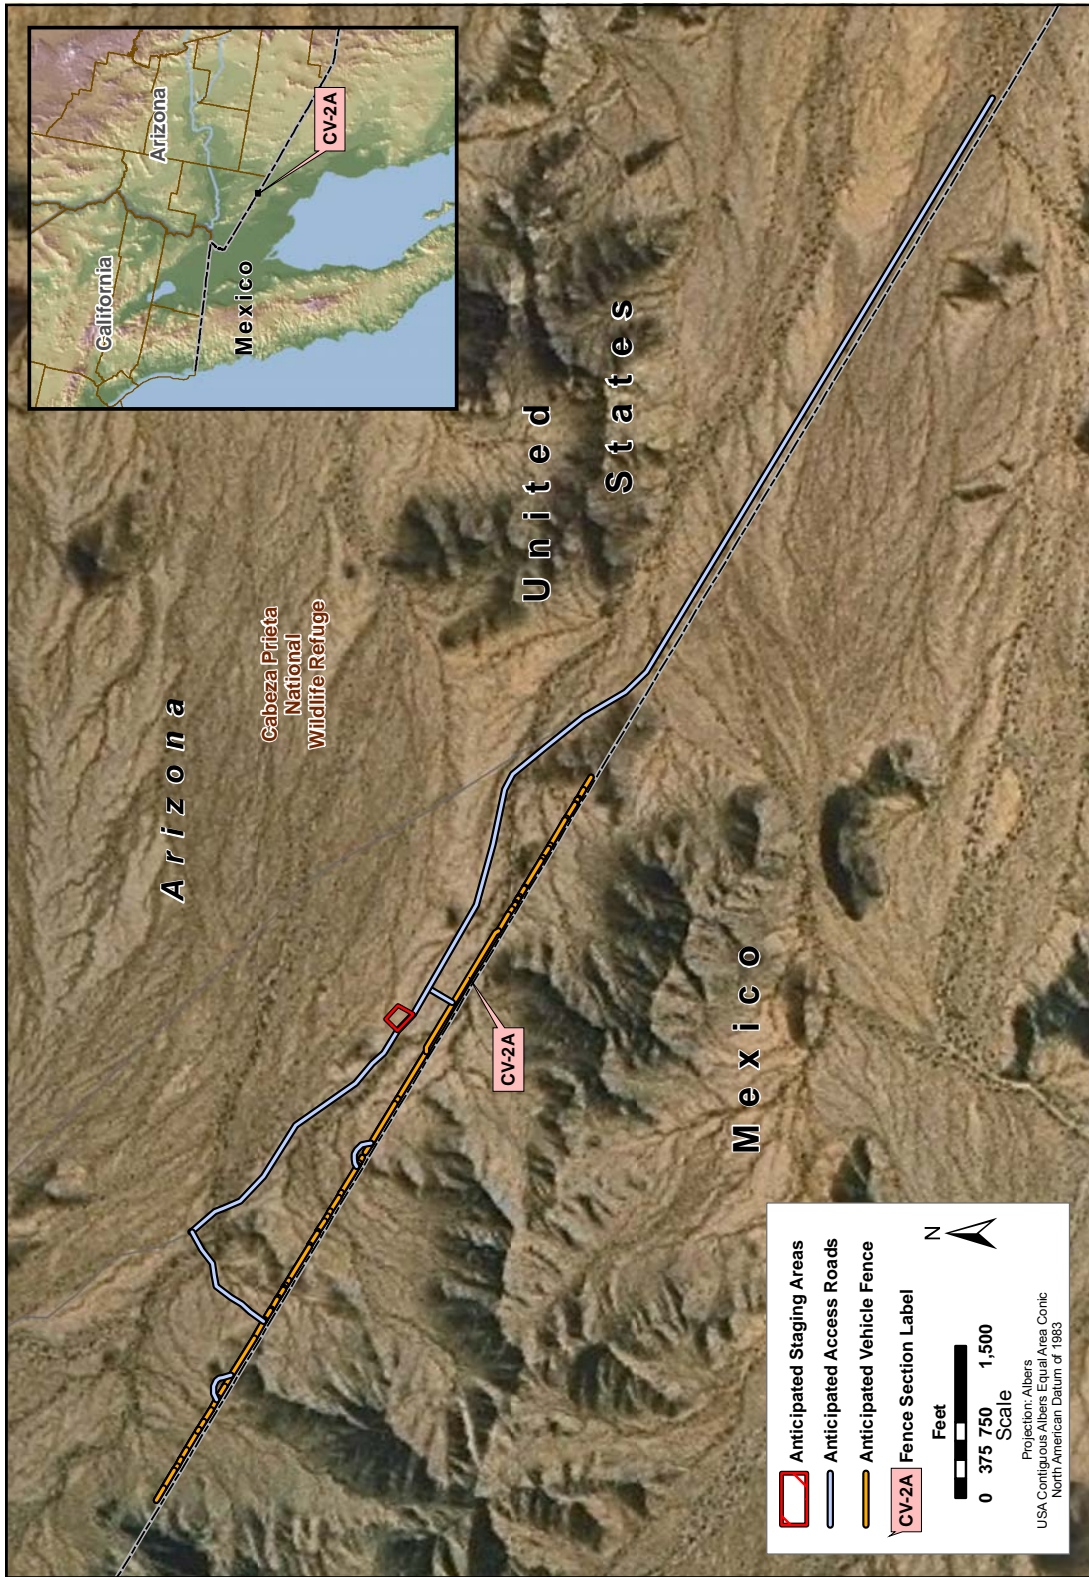 California
Arizona
Mexico
CV-2A
Arizona
Cabeza Prieta
National
Wildlife Refuge
United
States
CV-2A
Mexico
Anticipated Staging Areas
Anticipated Access Roads
Anticipated Vehicle Fence
CV-2A Fence Section Label
N
Feet
0 375 750 1,500
Scale
Projection: Albers
USA Contiguous Albers Equal Area Conic
North American Datum of 1983